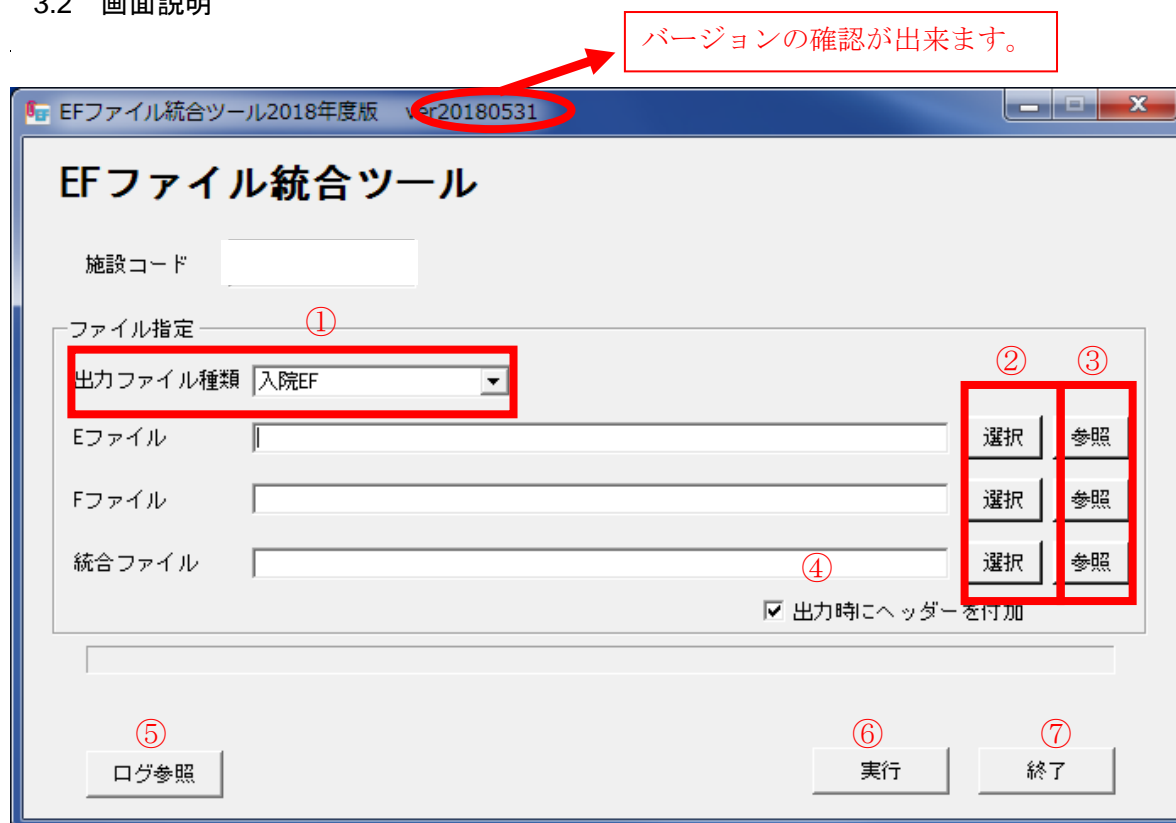 3.2 画面説明
バージョンの確認が出来ます。
EFファイル統合ツール2018年度版 ver20180531
EFファイル統合ツール
施設コード
ファイル指定 ①
② ③
出力ファイル種類 入院EF
Eファイル 選択 参照
Fファイル 選択 参照
統合ファイル 選択 参照
④
出力時にヘッダーを付加
⑤ ⑥ ⑦
ログ参照 実行 終了